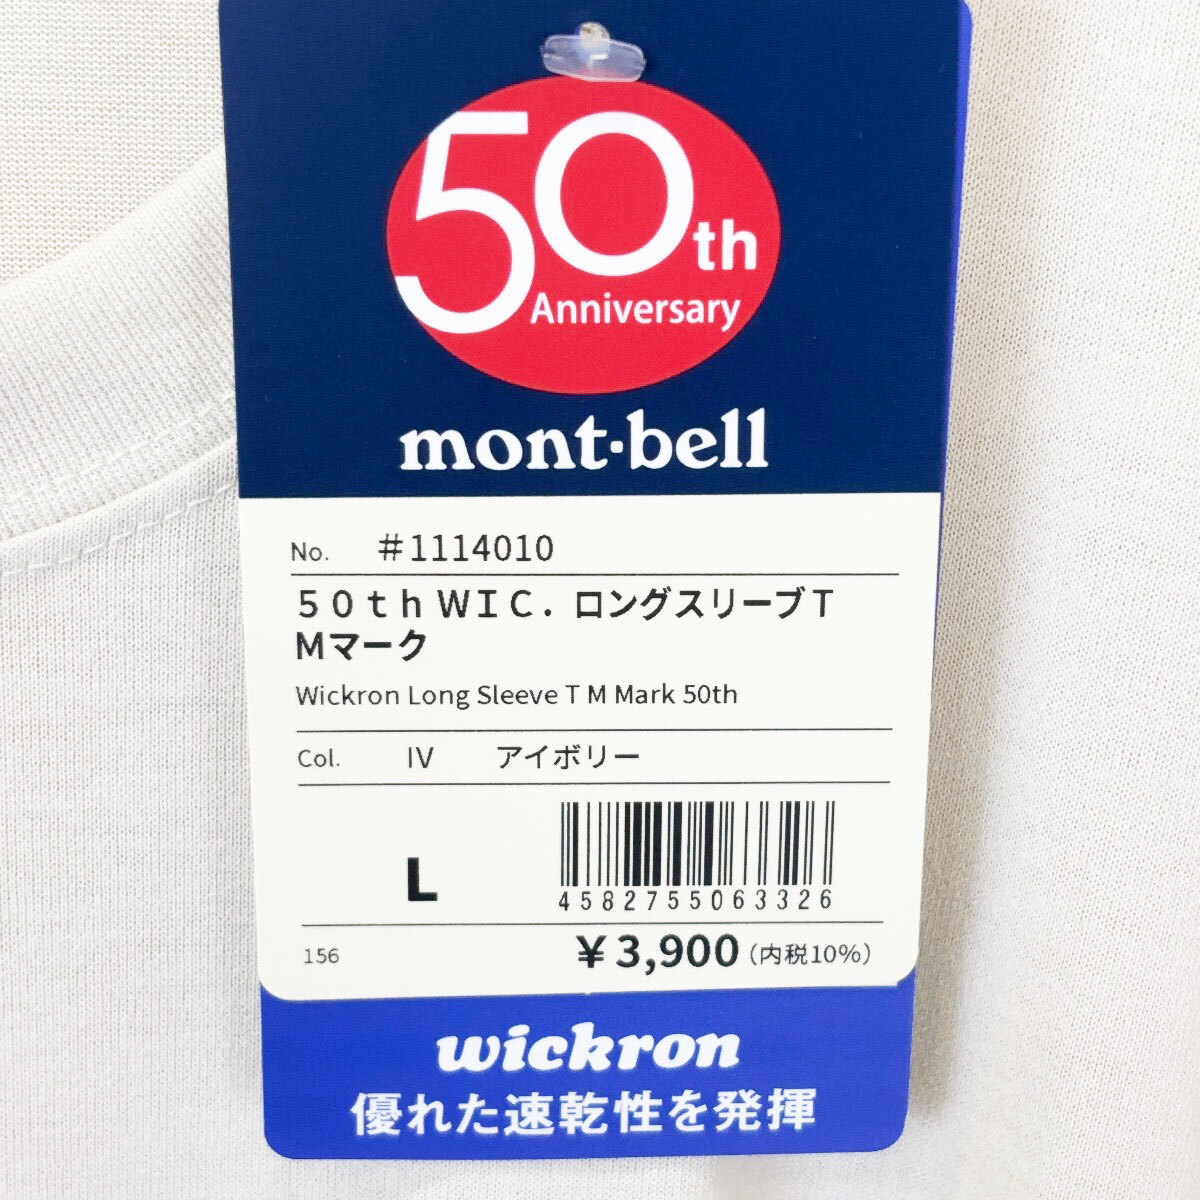 50th
Anniversary
mont·bell
No. #1114010
50th WIC. ロングスリーブT
Mマーク
Wickron Long Sleeve T M Mark 50th
Col. IV アイボリー
L
4582755063326
156 ¥3,900(内税10%)
wickron
優れた速乾性を発揮